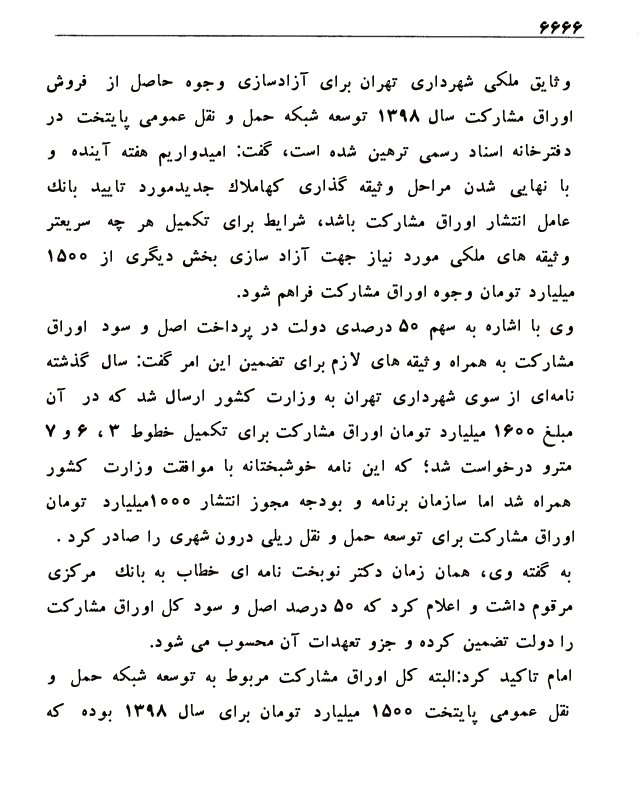 ۶۶۶۶
وثایق ملکی شهرداری تهران برای آزادسازی وجوه حاصل از فروش
اوراق مشارکت سال ۱۳۹۸ توسعه شبکه حمل و نقل عمومی پایتخت در
دفترخانه اسناد رسمی ترهین شده است، گفت: امیدواریم هفته آینده و
با نهایی شدن مراحل وثیقه گذاری کهاملاك جدیدمورد تایید بانك
عامل انتشار اوراق مشارکت باشد، شرایط برای تکمیل هر چه سریعتر
وثیقه های ملکی مورد نیاز جهت آزاد سازی بخش دیگری از ۱۵۰۰
میلیارد تومان وجوه اوراق مشارکت فراهم شود.
وی با اشاره به سهم ۵۰ درصدی دولت در پرداخت اصل و سود اوراق
مشارکت به همراه وثیقه های لازم برای تضمین این امر گفت: سال گذشته
نامه‌ای از سوی شهرداری تهران به وزارت کشور ارسال شد که در آن
مبلغ ۱۶۰۰ میلیارد تومان اوراق مشارکت برای تکمیل خطوط ۳ ، ۶ و ۷
مترو درخواست شد؛ که این نامه خوشبختانه با موافقت وزارت کشور
همراه شد اما سازمان برنامه و بودجه مجوز انتشار ۱۰۰۰میلیارد تومان
اوراق مشارکت برای توسعه حمل و نقل ریلی درون شهری را صادر کرد .
به گفته وی، همان زمان دکتر نوبخت نامه ای خطاب به بانك مرکزی
مرقوم داشت و اعلام کرد که ۵۰ درصد اصل و سود کل اوراق مشارکت
را دولت تضمین کرده و جزو تعهدات آن محسوب می شود.
امام تاکید کرد:البته کل اوراق مشارکت مربوط به توسعه شبکه حمل و
نقل عمومی پایتخت ۱۵۰۰ میلیارد تومان برای سال ۱۳۹۸ بوده که